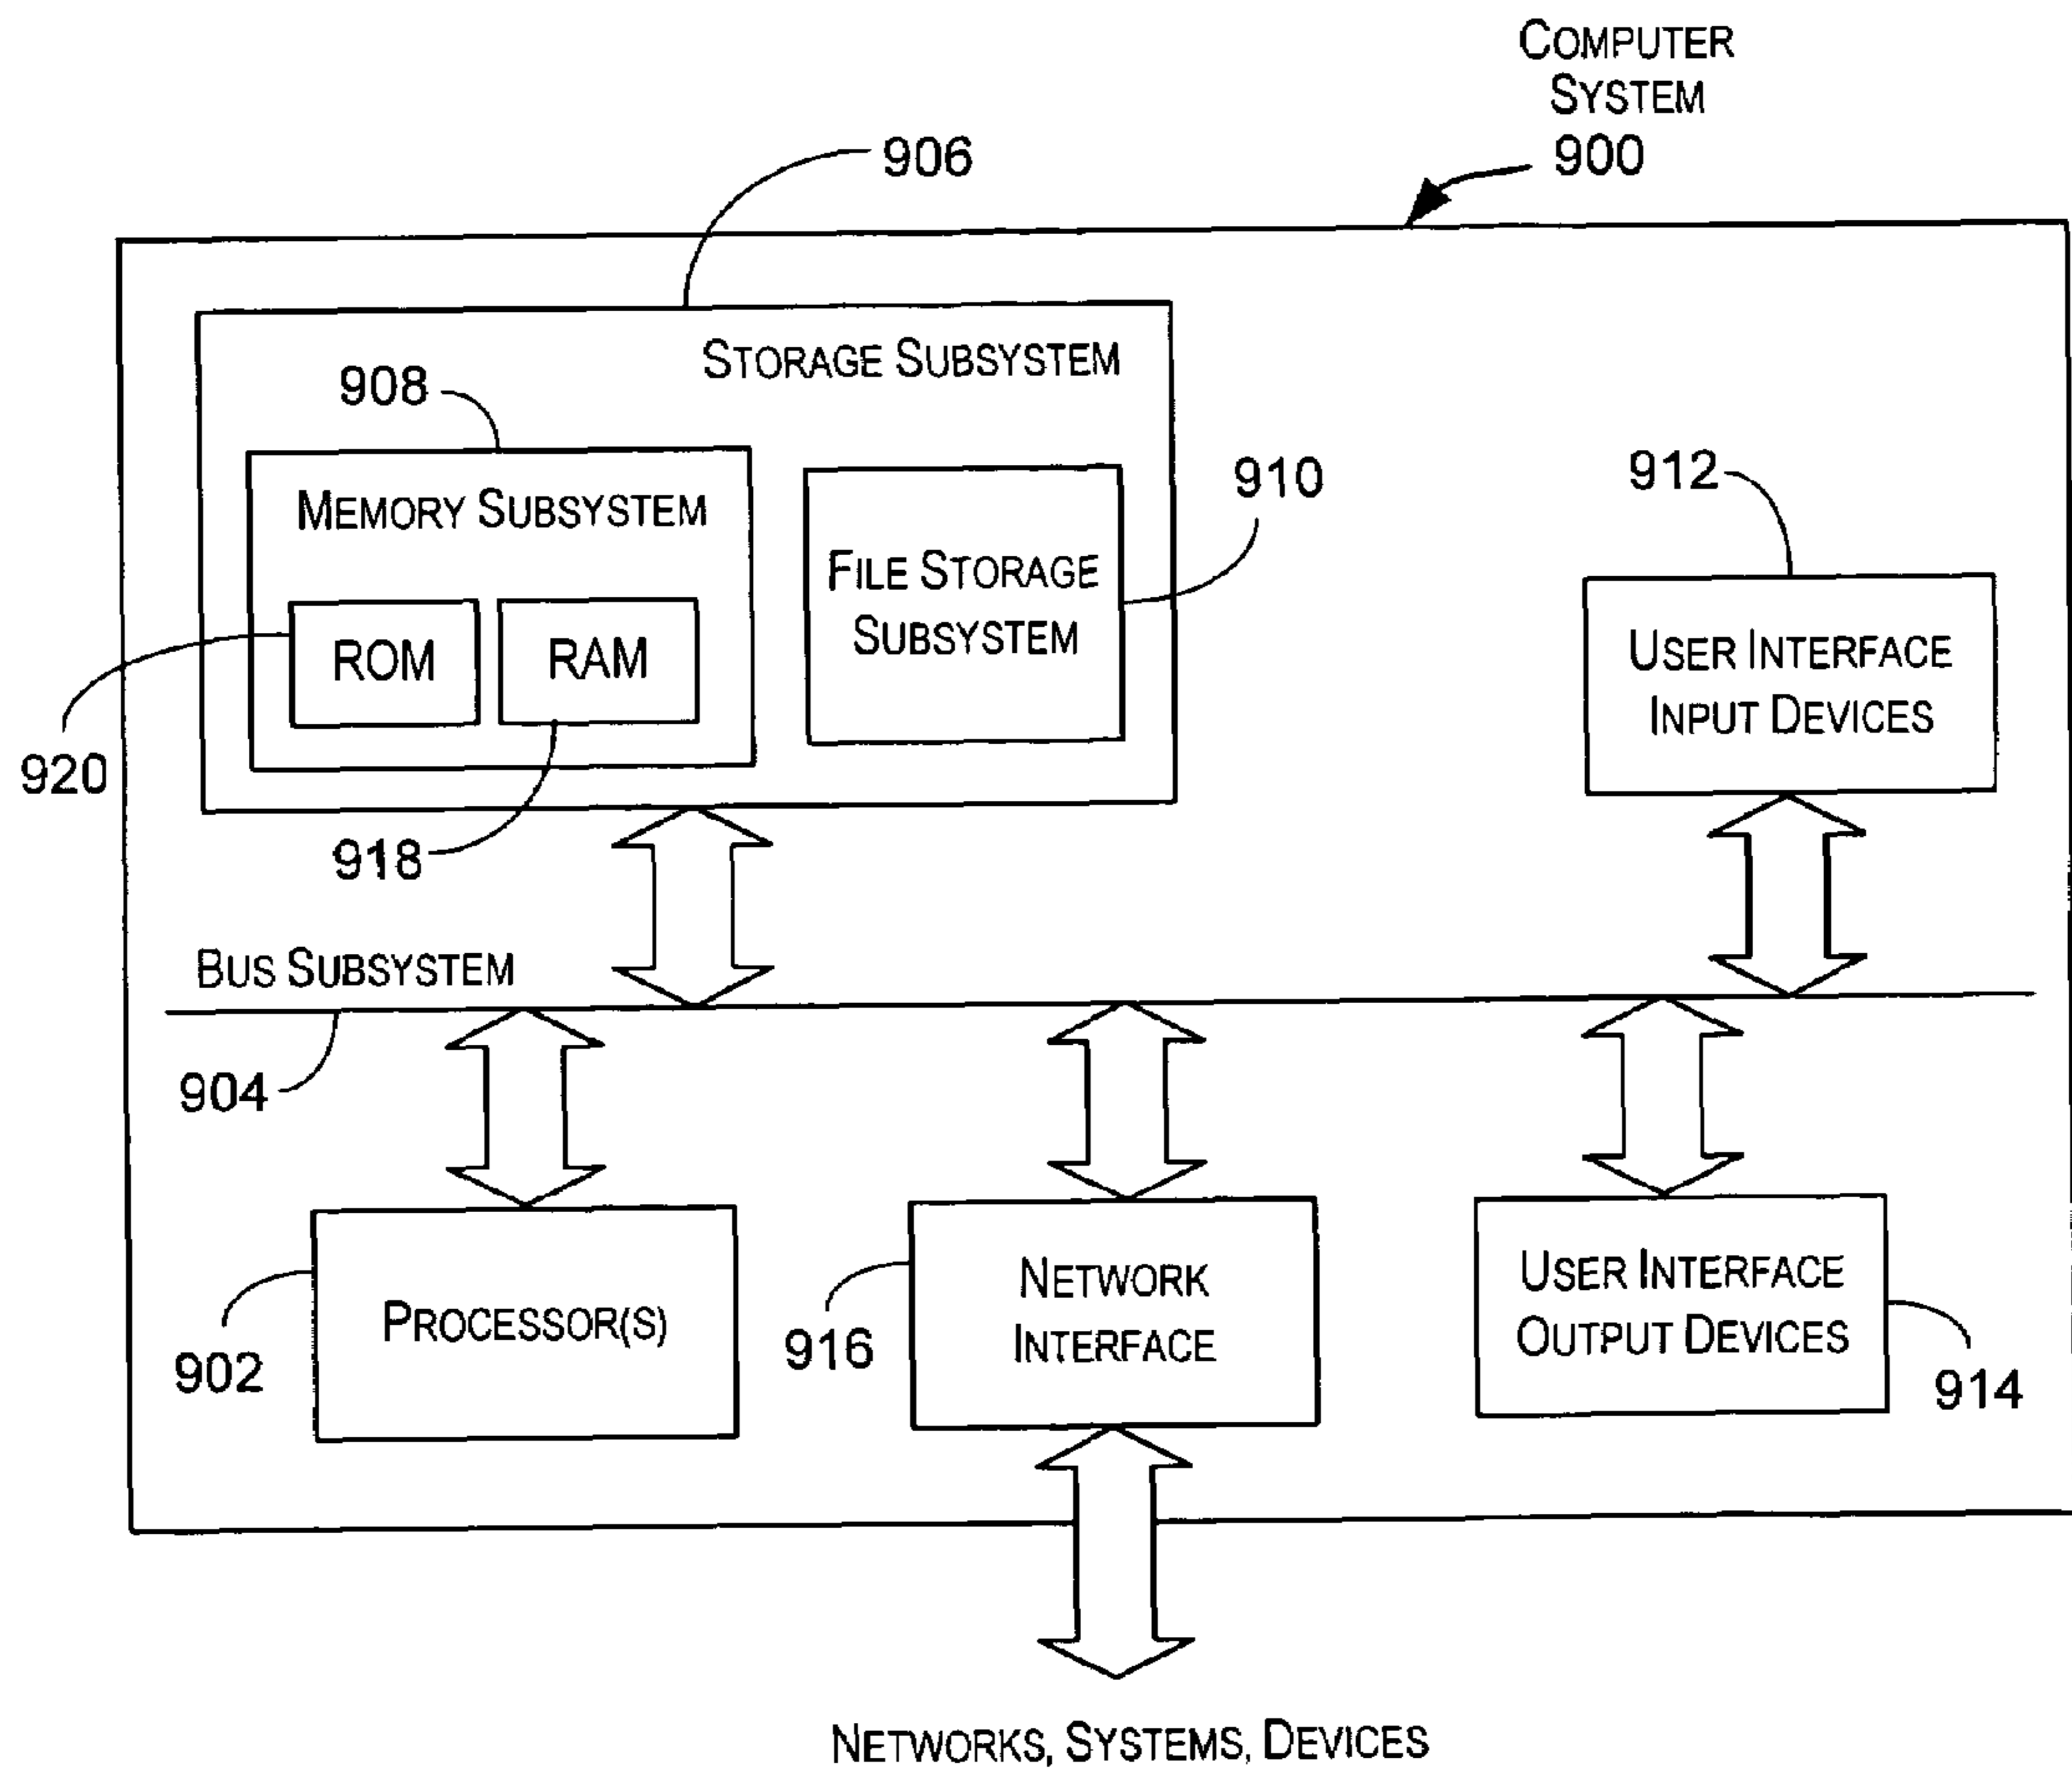 COMPUTER
SYSTEM
900
906
STORAGE SUBSYSTEM
908
MEMORY SUBSYSTEM
910
912
FILE STORAGE
SUBSYSTEM
ROM
RAM
USER INTERFACE
INPUT DEVICES
920
918
BUS SUBSYSTEM
904
PROCESSOR(S)
902
NETWORK
INTERFACE
916
USER INTERFACE
OUTPUT DEVICES
914
NETWORKS, SYSTEMS, DEVICES